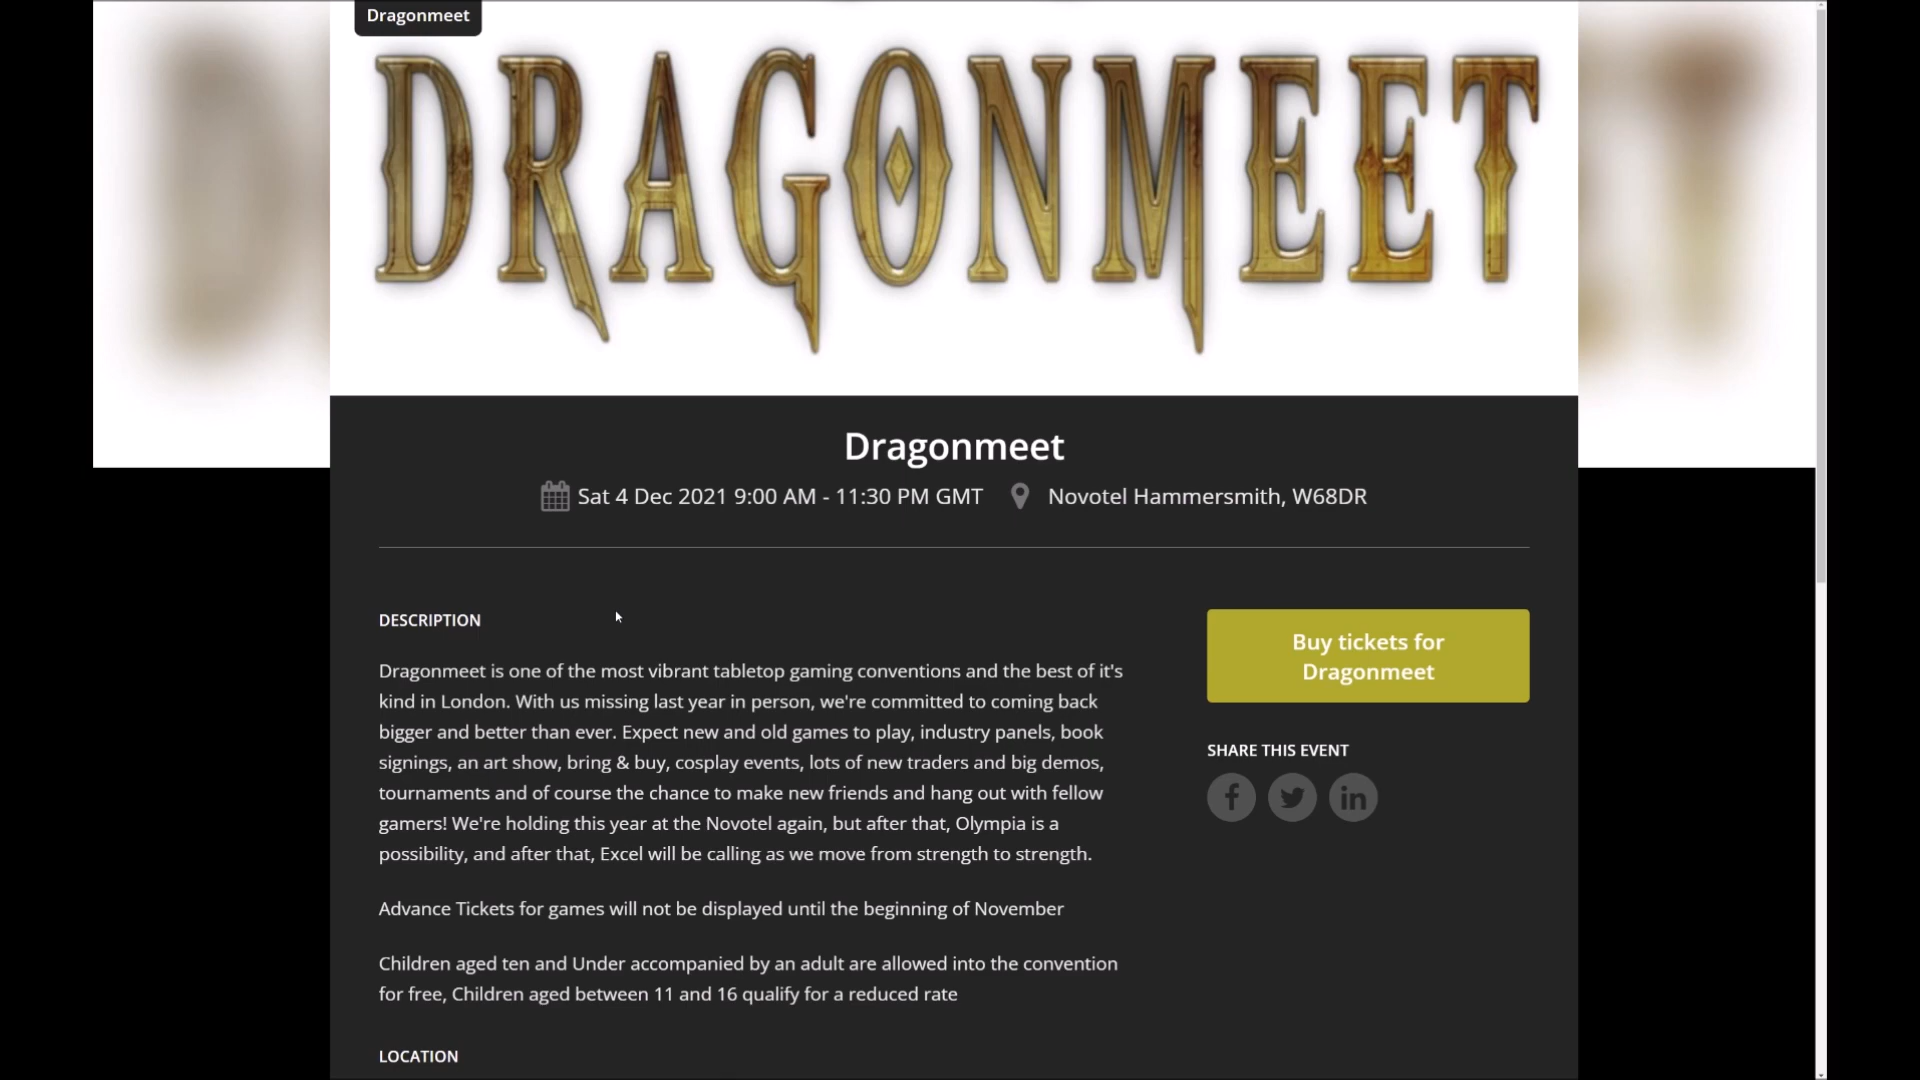 Dragonmeet
DRAGONMEET
Dragonmeet
Sat 4 Dec 2021 9:00 AM - 11:30 PM GMT
Novotel Hammersmith, W68DR
DESCRIPTION
Dragonmeet is one of the most vibrant tabletop gaming conventions and the best of it's
kind in London. With us missing last year in person, we're committed to coming back
bigger and better than ever. Expect new and old games to play, industry panels, book
signings, an art show, bring & buy, cosplay events, lots of new traders and big demos,
tournaments and of course the chance to make new friends and hang out with fellow
gamers! We're holding this year at the Novotel again, but after that, Olympia is a
possibility, and after that, Excel will be calling as we move from strength to strength.
Advance Tickets for games will not be displayed until the beginning of November
Children aged ten and Under accompanied by an adult are allowed into the convention
for free, Children aged between 11 and 16 qualify for a reduced rate
LOCATION
Buy tickets for
Dragonmeet
SHARE THIS EVENT